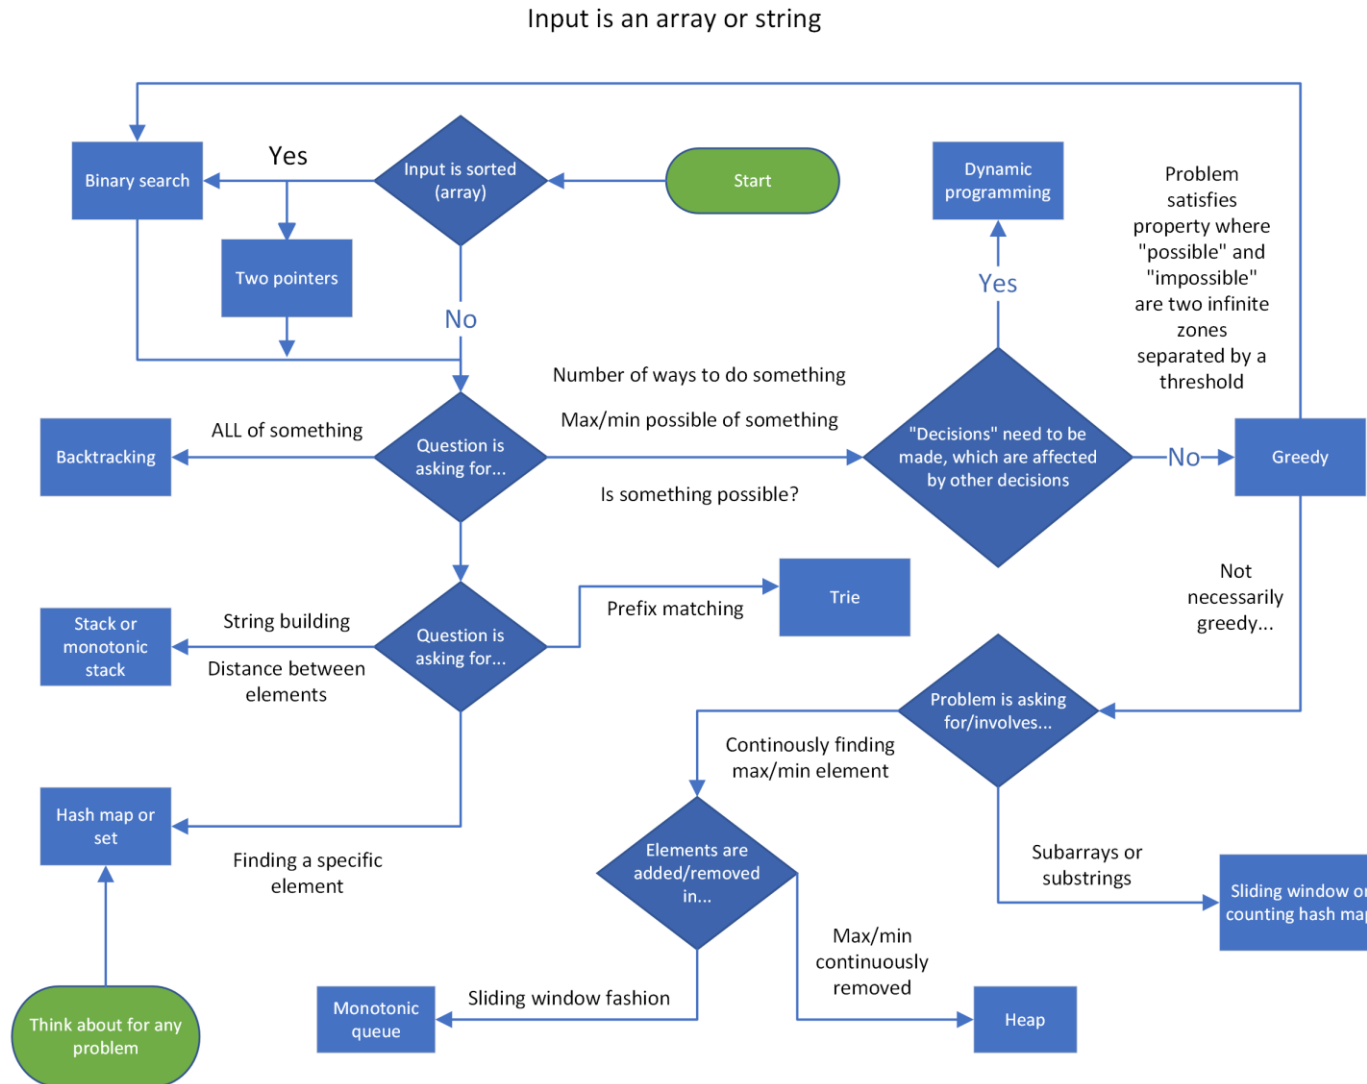 Input is an array or string
Yes
Input is sorted
(array)
Start
Binary search
Two pointers
No
Dynamic
programming
Yes
Problem
satisfies
property where
"possible" and
"impossible"
are two infinite
zones
separated by a
threshold
Number of ways to do something
Max/min possible of something
Is something possible?
ALL of something
Backtracking
Question is
asking for...
"Decisions" need to be
made, which are affected
by other decisions
No
Greedy
Not
necessarily
greedy...
Prefix matching
Trie
String building
Distance between
elements
Stack or
monotonic
stack
Question is
asking for...
Problem is asking
for/involves...
Continously finding
max/min element
Hash map or
set
Finding a specific
element
Elements are
added/removed
in...
Subarrays or
substrings
Sliding window or
counting hash map
Max/min
continuously
removed
Sliding window fashion
Monotonic
queue
Heap
Think about for any
problem